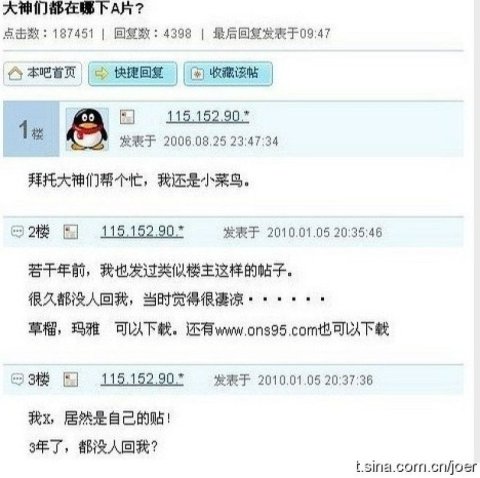 大神们都在哪下A片?
点击数：187451 | 回复数：4398 | 最后回复发表于09:47
本吧首页 快捷回复 收藏该帖
1楼 115.152.90.*
发表于 2006.08.25 23:47:34
拜托大神们帮个忙，我还是小菜鸟。
2楼 115.152.90.* 发表于 2010.01.05 20:35:46
若干年前，我也发过类似楼主这样的帖子。
很久都没人回我，当时觉得很凄凉······
草榴，玛雅 可以下载。还有www.ons95.com也可以下载
3楼 115.152.90.* 发表于 2010.01.05 20:37:36
我X，居然是自己的贴！
3年了，都没人回我？
t.sina.com.cn/joer